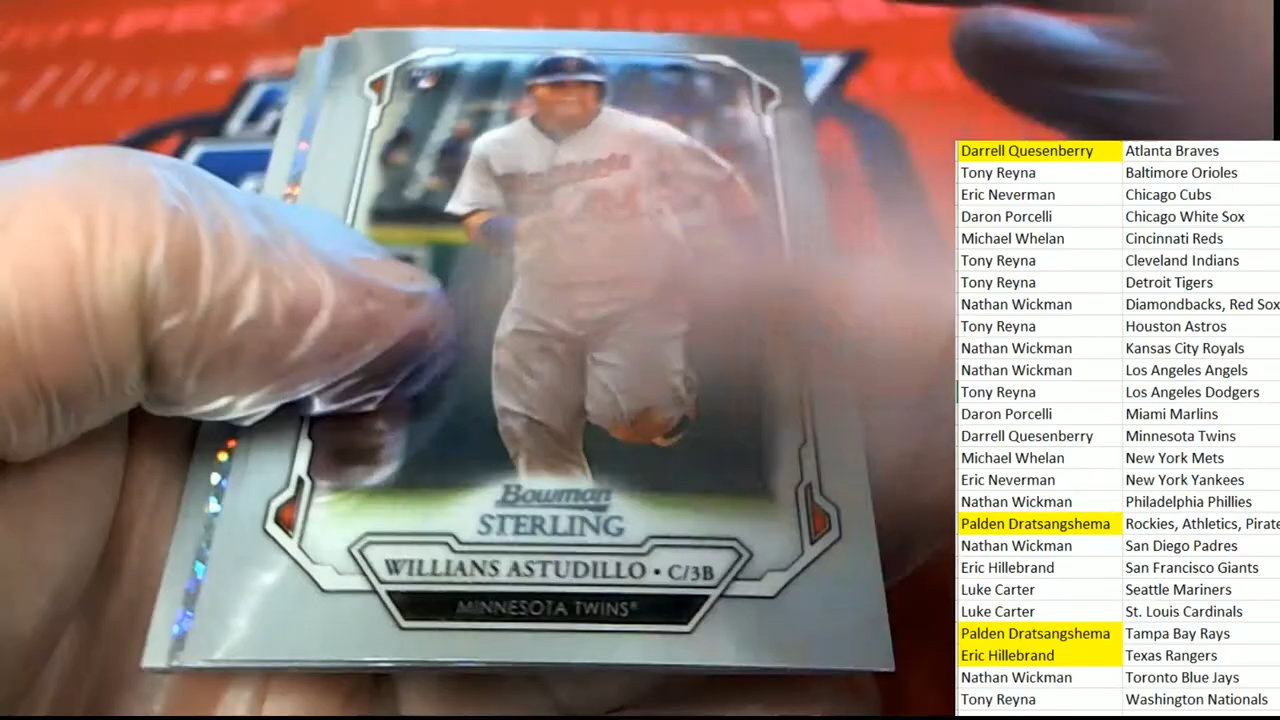 Bowman
STERLING
WILLIANS ASTUDILLO • C/3B
MINNESOTA TWINS®
Darrell Quesenberry Atlanta Braves
Tony Reyna Baltimore Orioles
Eric Neverman Chicago Cubs
Daron Porcelli Chicago White Sox
Michael Whelan Cincinnati Reds
Tony Reyna Cleveland Indians
Tony Reyna Detroit Tigers
Nathan Wickman Diamondbacks, Red Sox
Tony Reyna Houston Astros
Nathan Wickman Kansas City Royals
Nathan Wickman Los Angeles Angels
Tony Reyna Los Angeles Dodgers
Daron Porcelli Miami Marlins
Darrell Quesenberry Minnesota Twins
Michael Whelan New York Mets
Eric Neverman New York Yankees
Nathan Wickman Philadelphia Phillies
Palden Dratsangshema Rockies, Athletics, Pirate
Nathan Wickman San Diego Padres
Eric Hillebrand San Francisco Giants
Luke Carter Seattle Mariners
Luke Carter St. Louis Cardinals
Palden Dratsangshema Tampa Bay Rays
Eric Hillebrand Texas Rangers
Nathan Wickman Toronto Blue Jays
Tony Reyna Washington Nationals